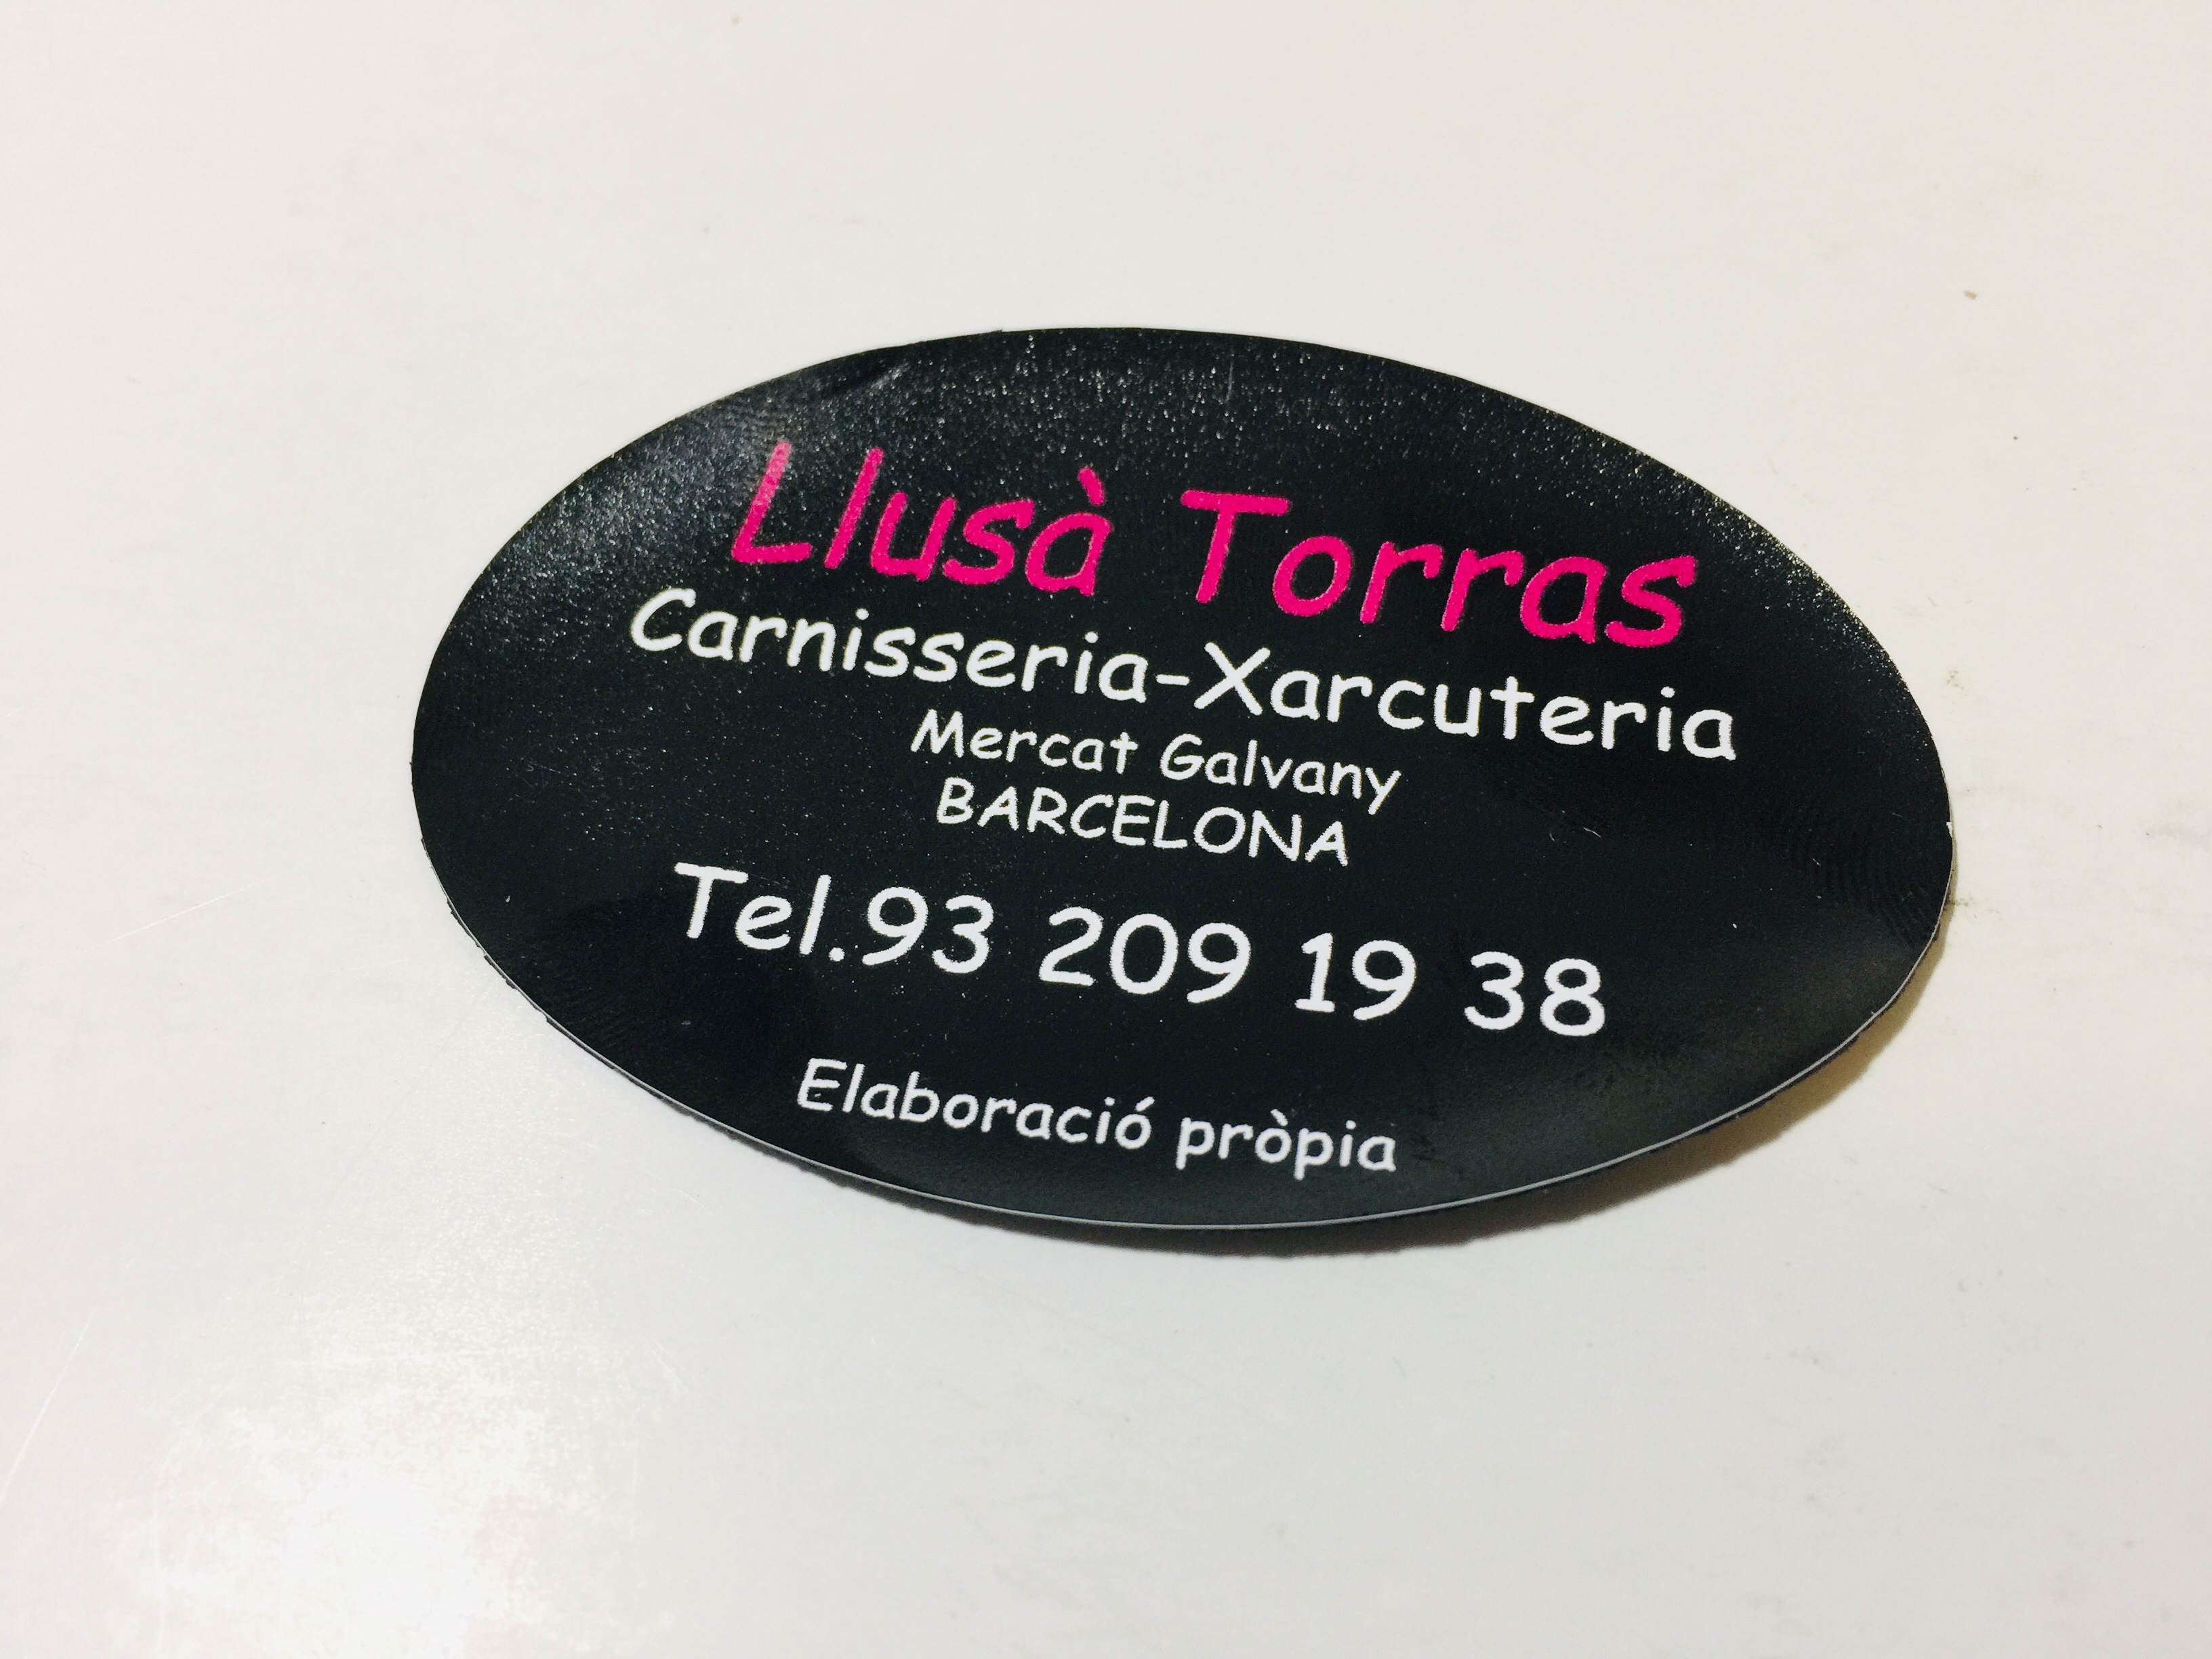 Llusà Torras
Carnisseria-Xarcuteria
Mercat Galvany
BARCELONA
Tel.93 209 19 38
Elaboració pròpia